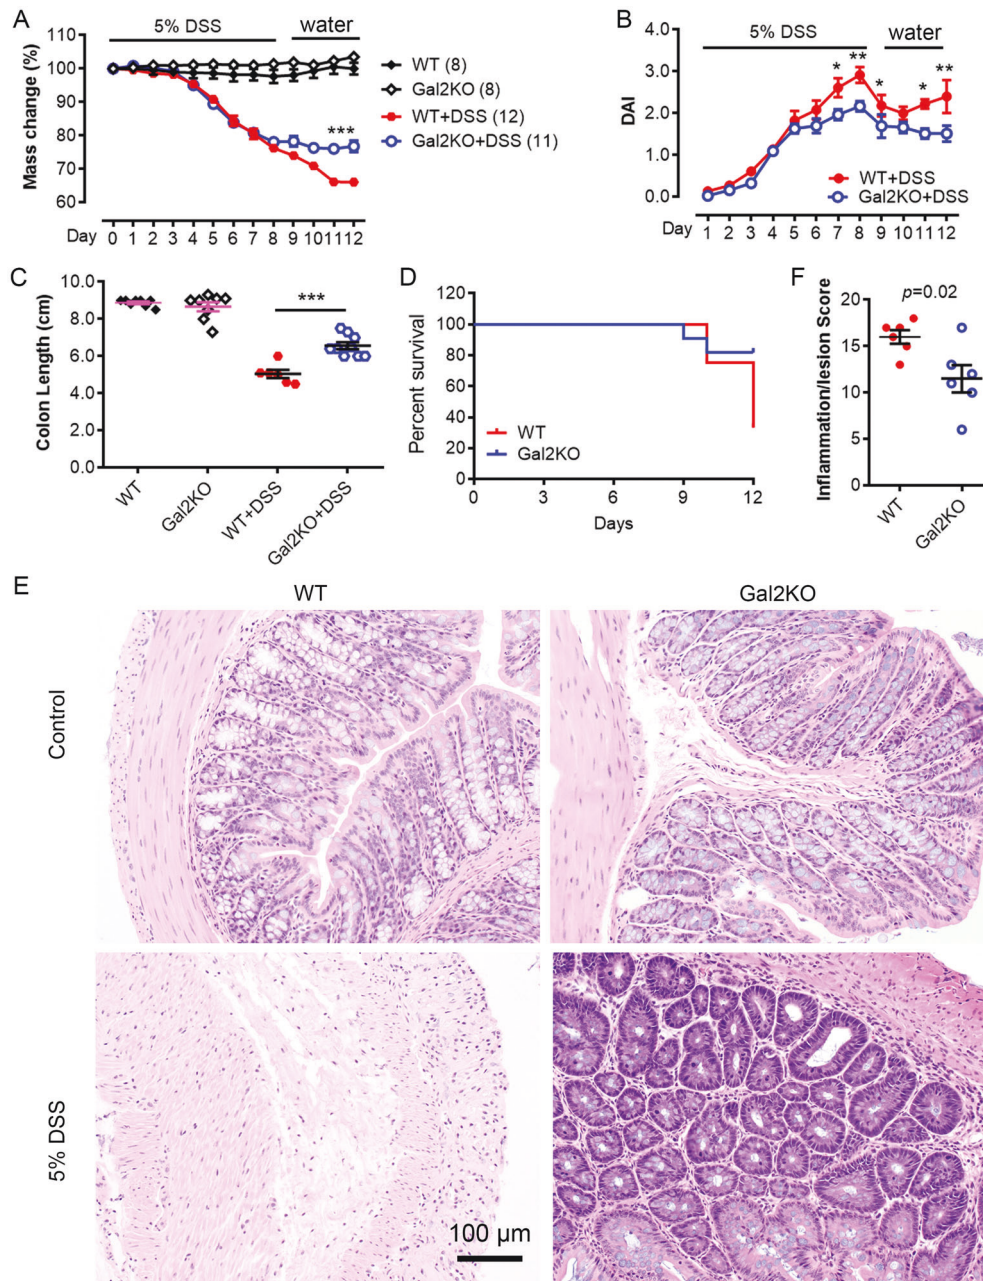 A
5% DSS
water
Mass change (%)
110
100
90
80
70
60
***
WT (8)
Gal2KO (8)
WT+DSS (12)
Gal2KO+DSS (11)
Day
0 1 2 3 4 5 6 7 8 9 10 11 12
B
5% DSS
water
DAI
4.0
3.0
2.0
1.0
0.0
* ** * * **
WT+DSS
Gal2KO+DSS
Day
1 2 3 4 5 6 7 8 9 10 11 12
C
Colon Length (cm)
10.0
8.0
6.0
4.0
2.0
0.0
***
WT
Gal2KO
WT+DSS
Gal2KO+DSS
D
Percent survival
120
100
80
60
40
20
0
WT
Gal2KO
0 3 6 9 12
Days
F
p=0.02
Inflammation/lesion Score
20
15
10
5
0
WT
Gal2KO
E
WT
Gal2KO
Control
5% DSS
100 µm